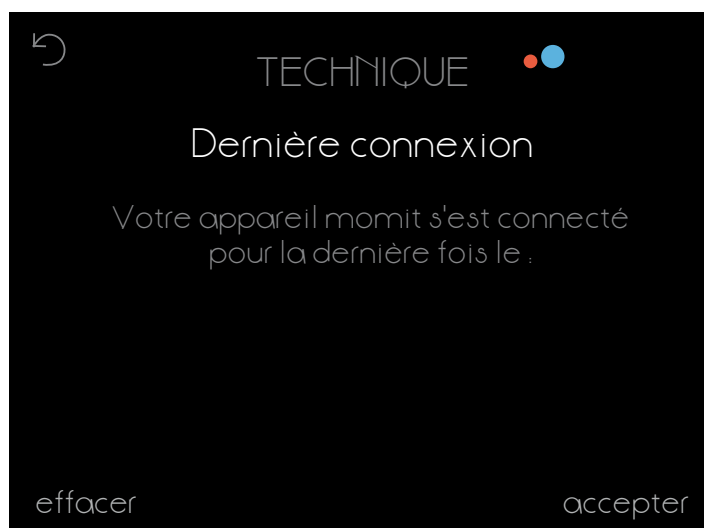 TECHNIQUE
Dernière connexion
Votre appareil momit s'est connecté
pour la dernière fois le :
effacer
accepter